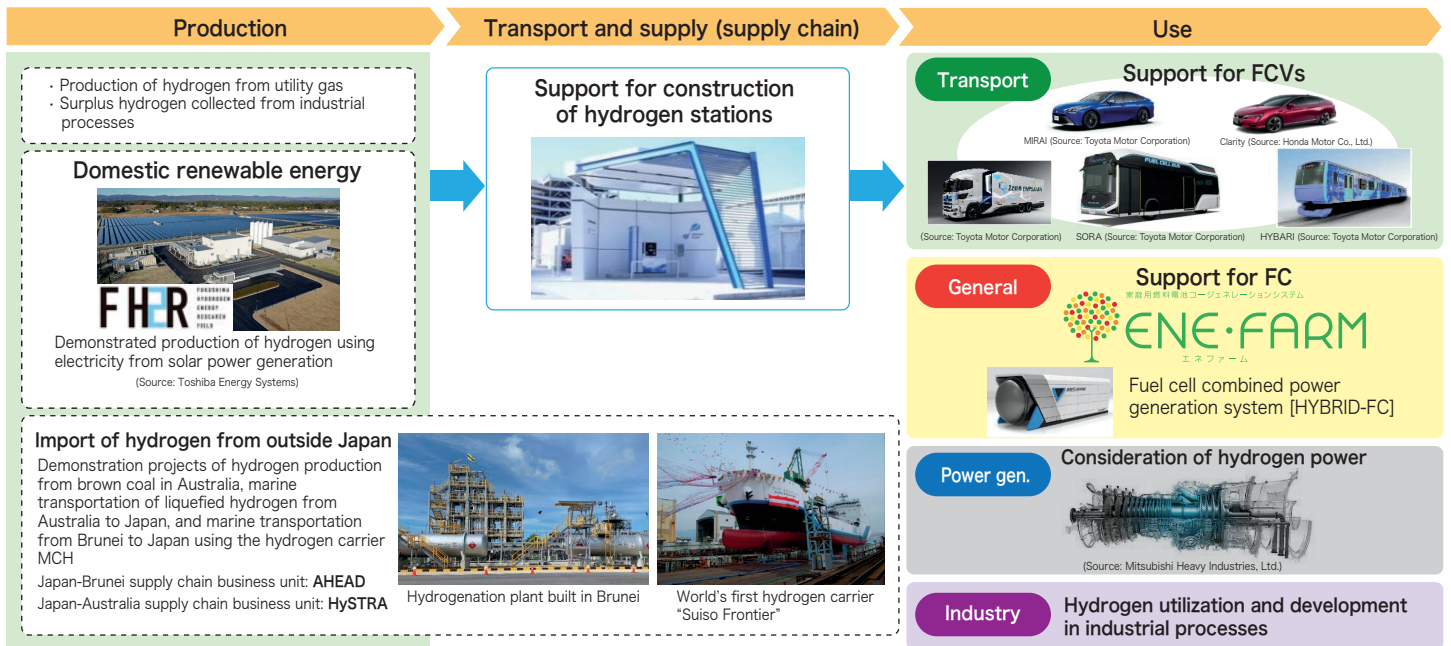 Production
Transport and supply (supply chain)
Use
· Production of hydrogen from utility gas
· Surplus hydrogen collected from industrial
processes
Domestic renewable energy
FH2R
FUKUSHIMA
HYDROGEN
ENERGY
RESEARCH
FIELD
Demonstrated production of hydrogen using
electricity from solar power generation
(Source: Toshiba Energy Systems)
Import of hydrogen from outside Japan
Demonstration projects of hydrogen production
from brown coal in Australia, marine
transportation of liquefied hydrogen from
Australia to Japan, and marine transportation
from Brunei to Japan using the hydrogen carrier
MCH
Japan-Brunei supply chain business unit: AHEAD
Japan-Australia supply chain business unit: HySTRA
Hydrogenation plant built in Brunei
World's first hydrogen carrier
"Suiso Frontier"
Support for construction
of hydrogen stations
Transport
Support for FCVs
MIRAI (Source: Toyota Motor Corporation)
Clarity (Source: Honda Motor Co., Ltd.)
ZERO EMISSION
FUEL CELL BUS
(Source: Toyota Motor Corporation)
SORA (Source: Toyota Motor Corporation)
HYBARI (Source: Toyota Motor Corporation)
General
Support for FC
家庭用燃料電池コージェネレーションシステム
ENE·FARM
エネファーム
Fuel cell combined power
generation system [HYBRID-FC]
Power gen.
Consideration of hydrogen power
(Source: Mitsubishi Heavy Industries, Ltd.)
Industry
Hydrogen utilization and development
in industrial processes